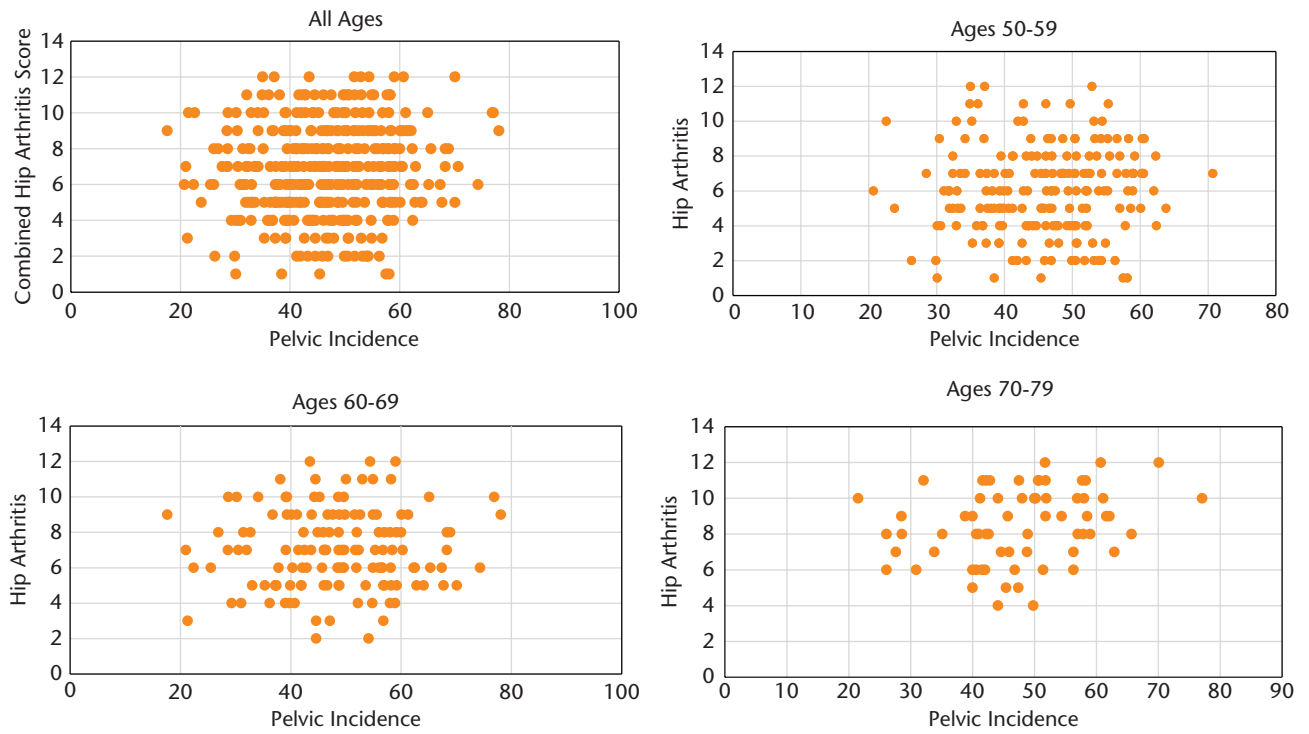 All Ages
14
12
10
8
6
4
2
0
Combined Hip Arthritis Score
0 20 40 60 80 100
Pelvic Incidence
Ages 50-59
14
12
10
8
6
4
2
0
Hip Arthritis
0 10 20 30 40 50 60 70 80
Pelvic Incidence
Ages 60-69
14
12
10
8
6
4
2
0
Hip Arthritis
0 20 40 60 80 100
Pelvic Incidence
Ages 70-79
14
12
10
8
6
4
2
0
Hip Arthritis
0 10 20 30 40 50 60 70 80 90
Pelvic Incidence